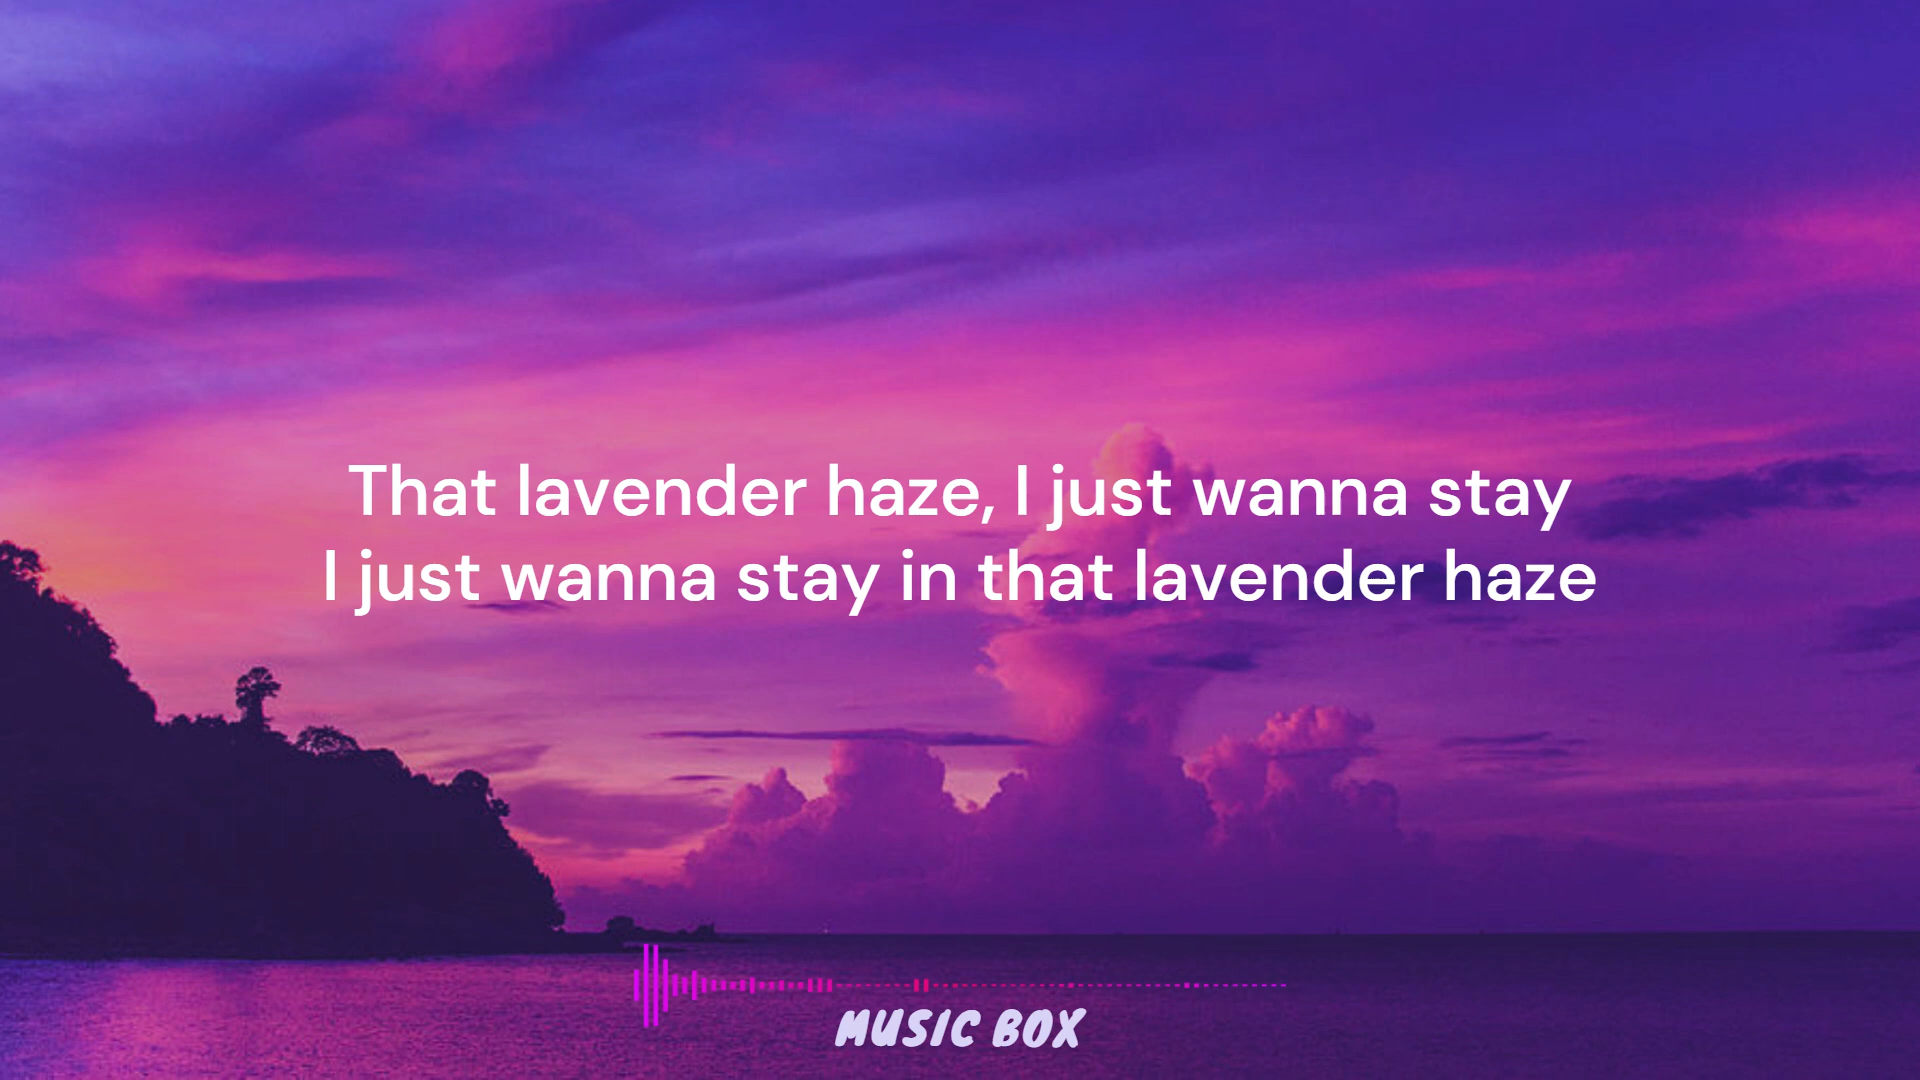 That lavender haze, I just wanna stay
I just wanna stay in that lavender haze
MUSIC BOX